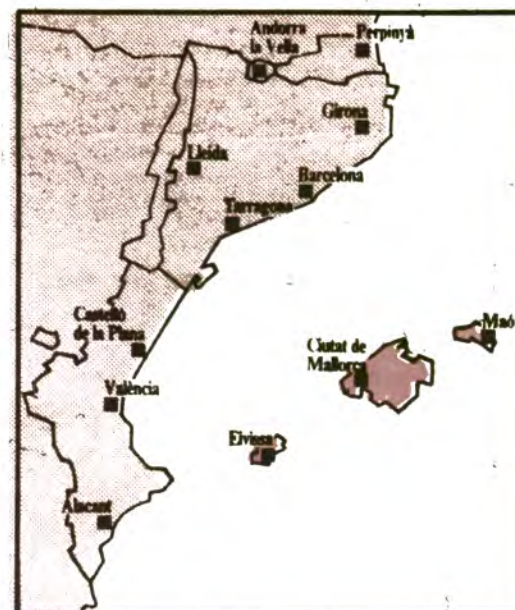 Andorra
la Vella
Perpinyà
Girona
Lleida
Barcelona
Tarragona
Castelló
de la Plana
Maó
Ciutat de
Mallorca
València
Eivissa
Alacant